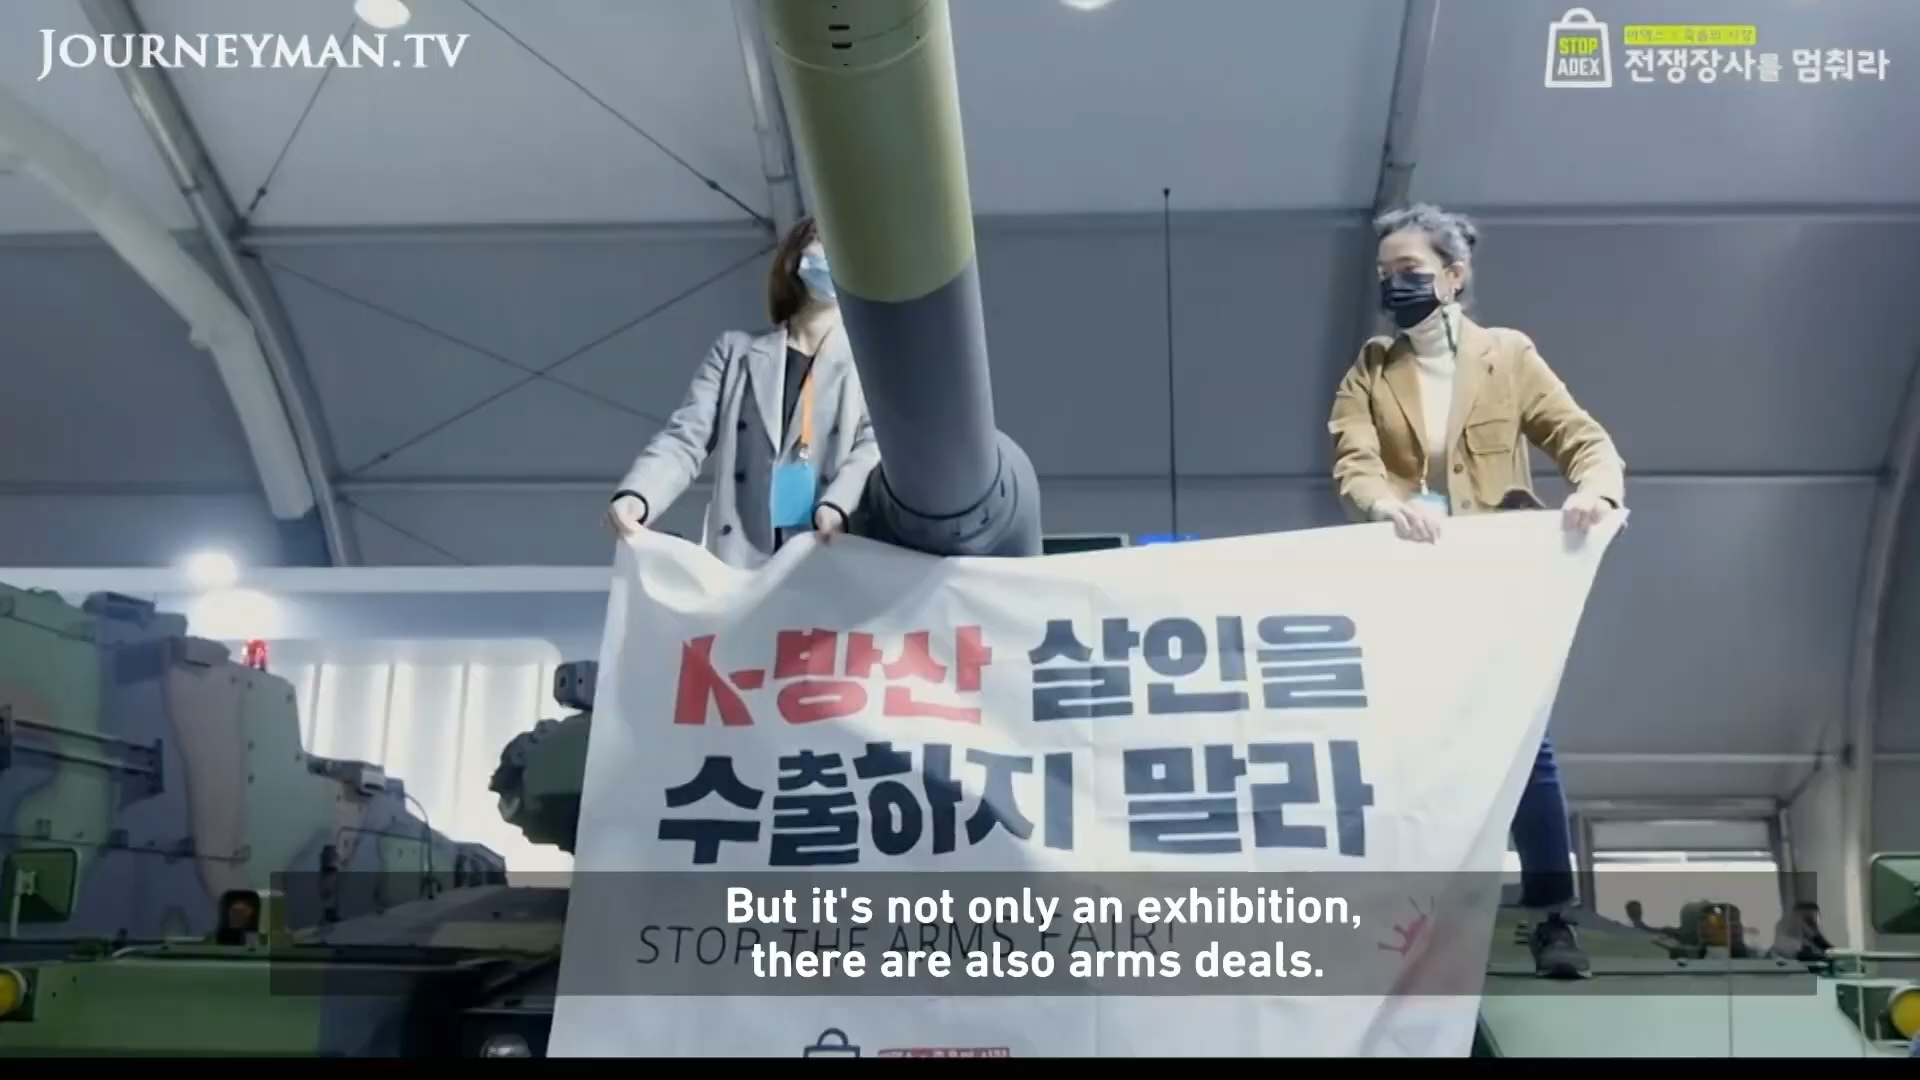 JOURNEYMAN.TV
STOP
ADEX
전쟁장사를 멈춰라
K-방산 살인을
수출하지 말라
STOP THE ARMS FAIR!
But it's not only an exhibition,
there are also arms deals.